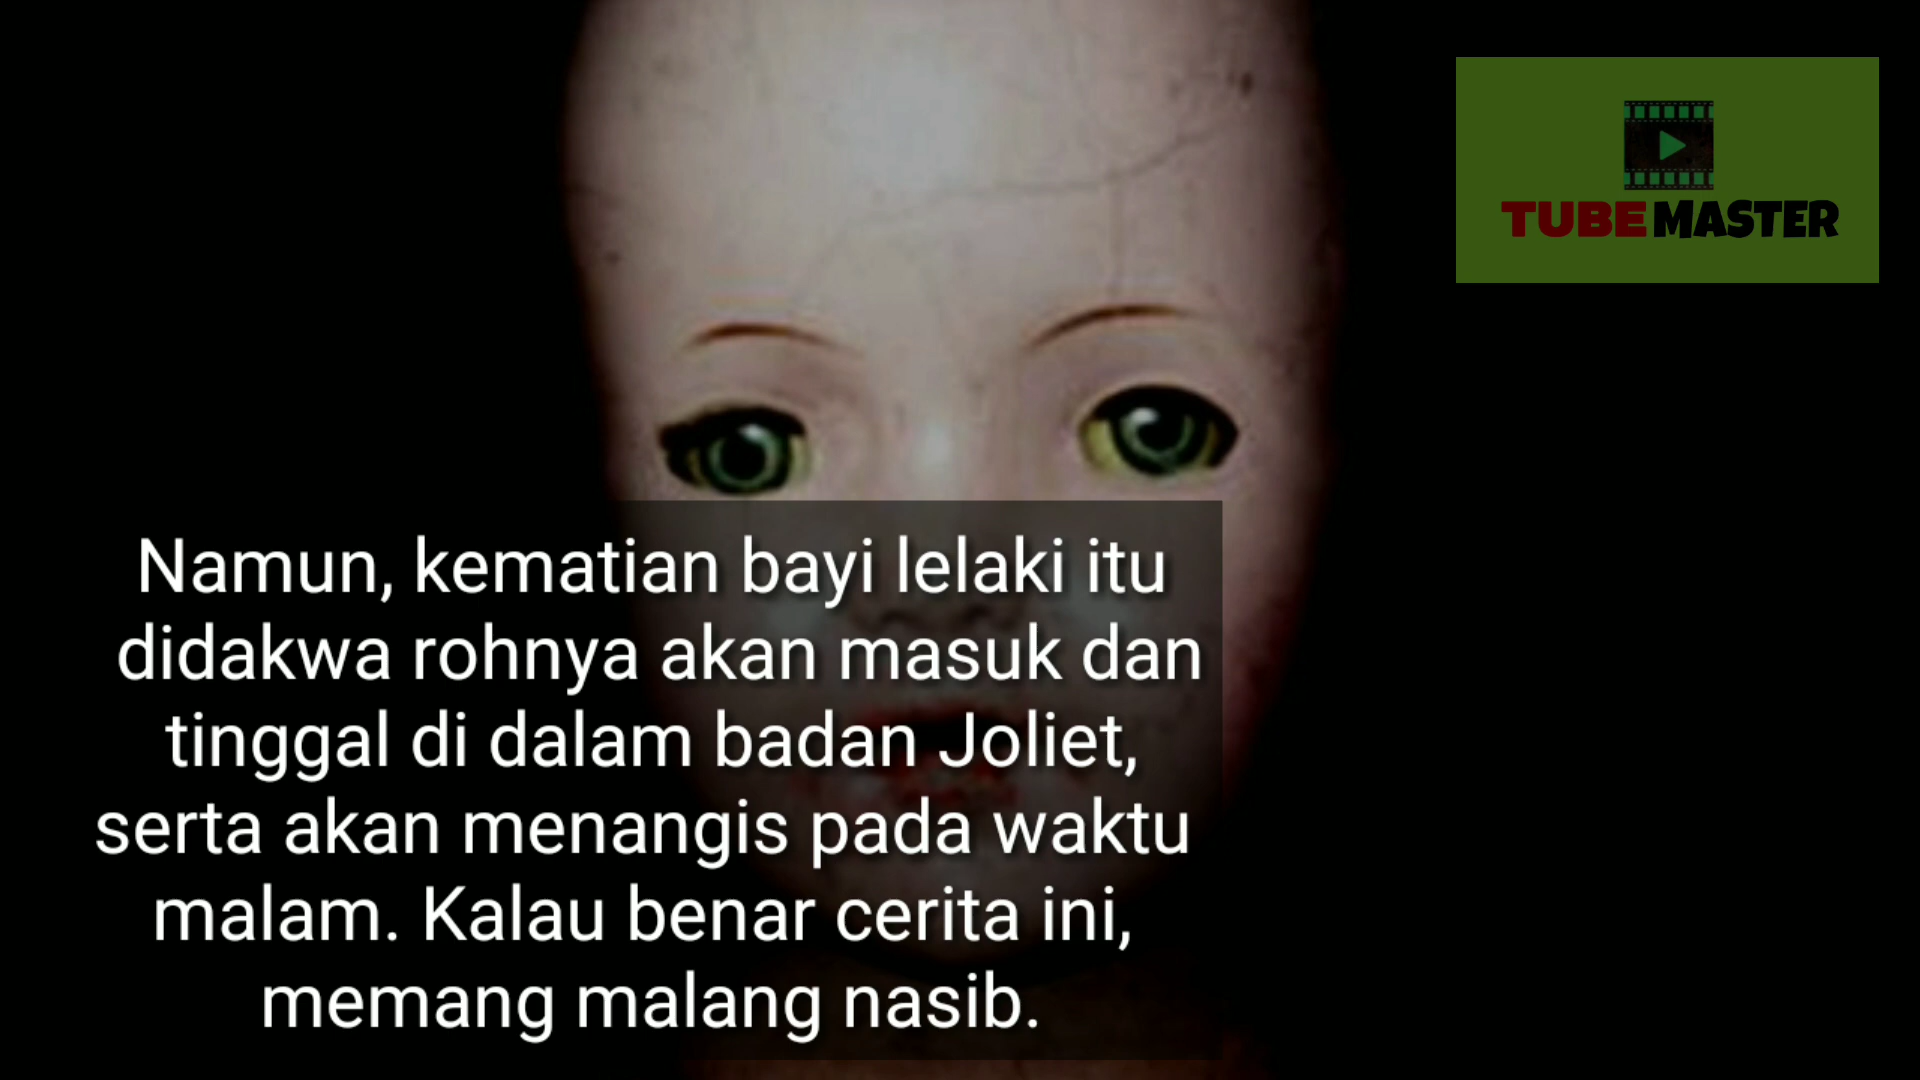 TUBE MASTER
Namun, kematian bayi lelaki itu
didakwa rohnya akan masuk dan
tinggal di dalam badan Joliet,
serta akan menangis pada waktu
malam. Kalau benar cerita ini,
memang malang nasib.